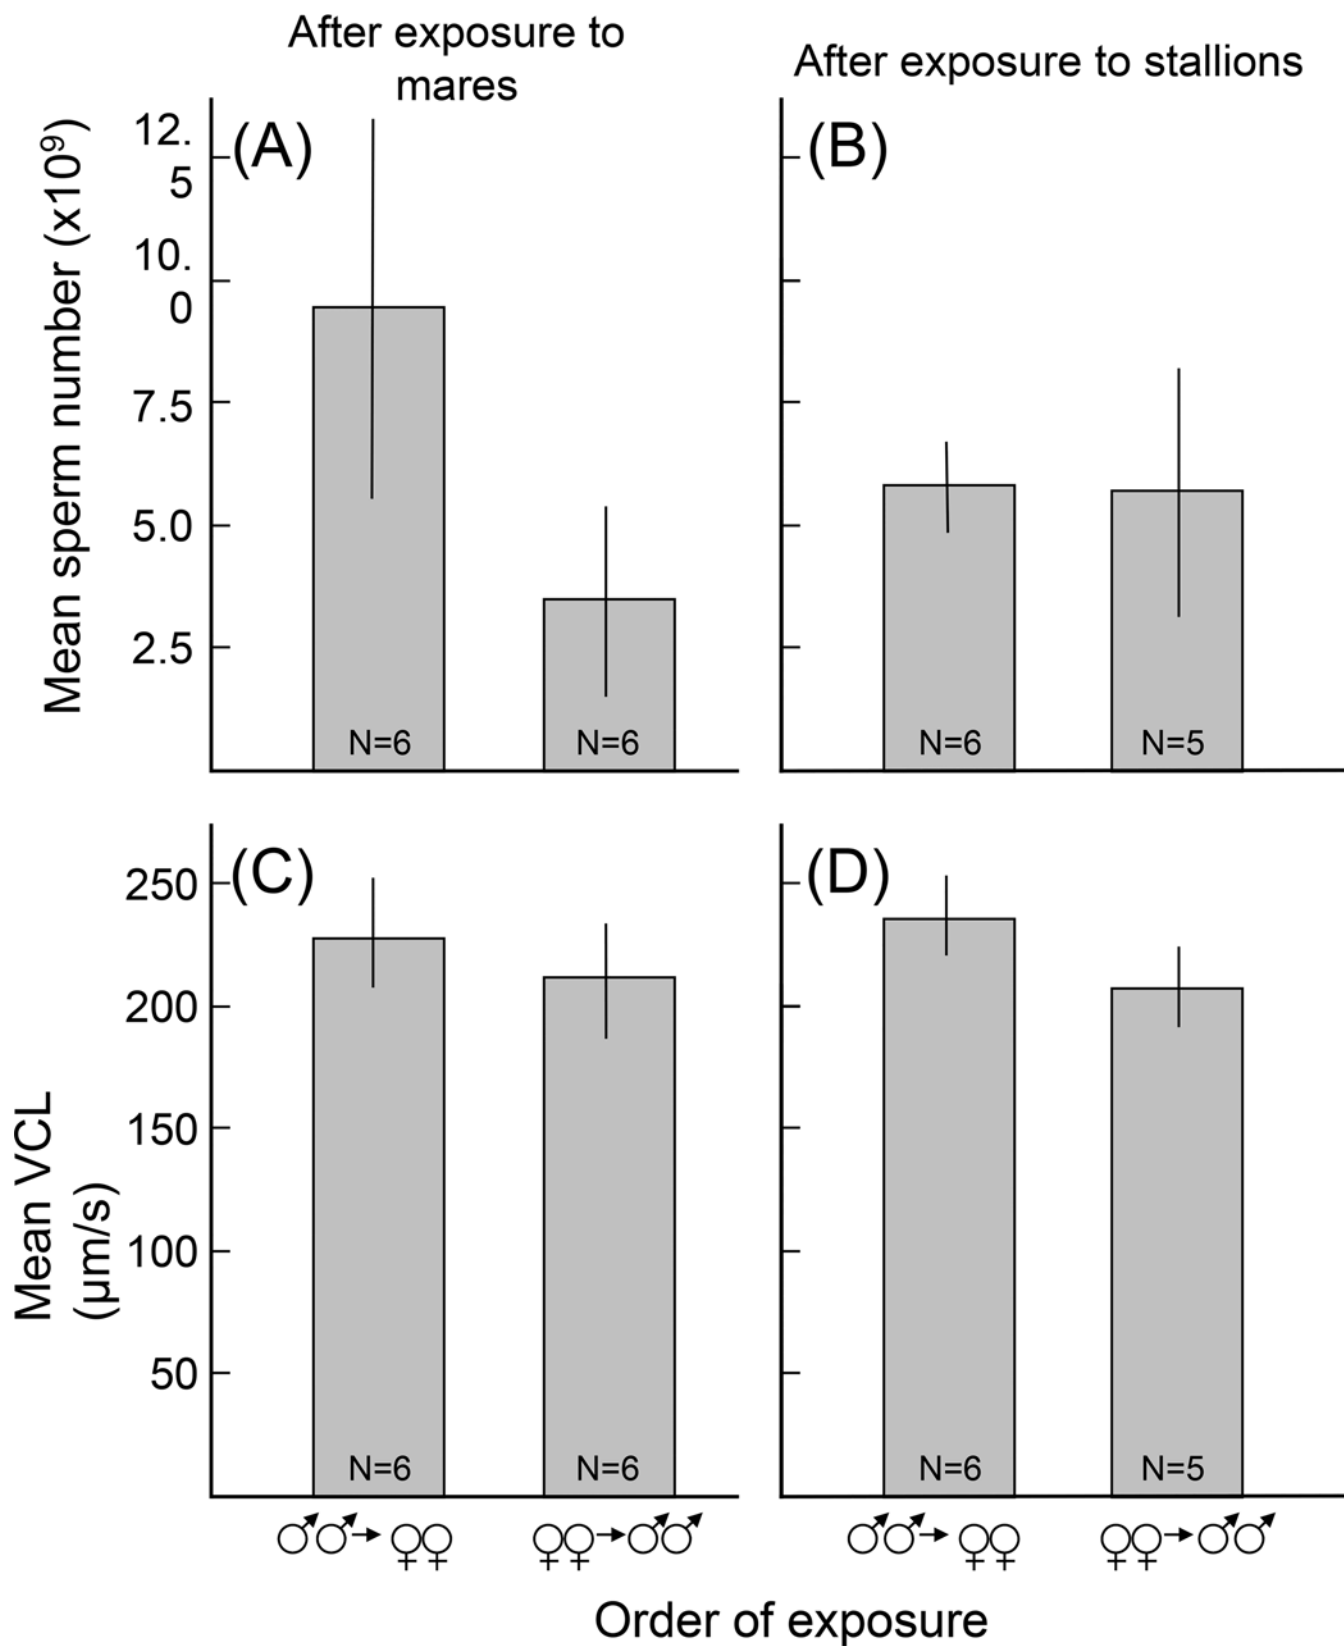 After exposure to
mares
After exposure to stallions
Mean sperm number (x10⁹)
12.
5
10.
0
7.5
5.0
2.5
(A)
N=6
N=6
(B)
N=6
N=5
Mean VCL
(µm/s)
250
200
150
100
50
(C)
N=6
N=6
(D)
N=6
N=5
♂♂→♀♀
♀♀→♂♂
♂♂→♀♀
♀♀→♂♂
Order of exposure